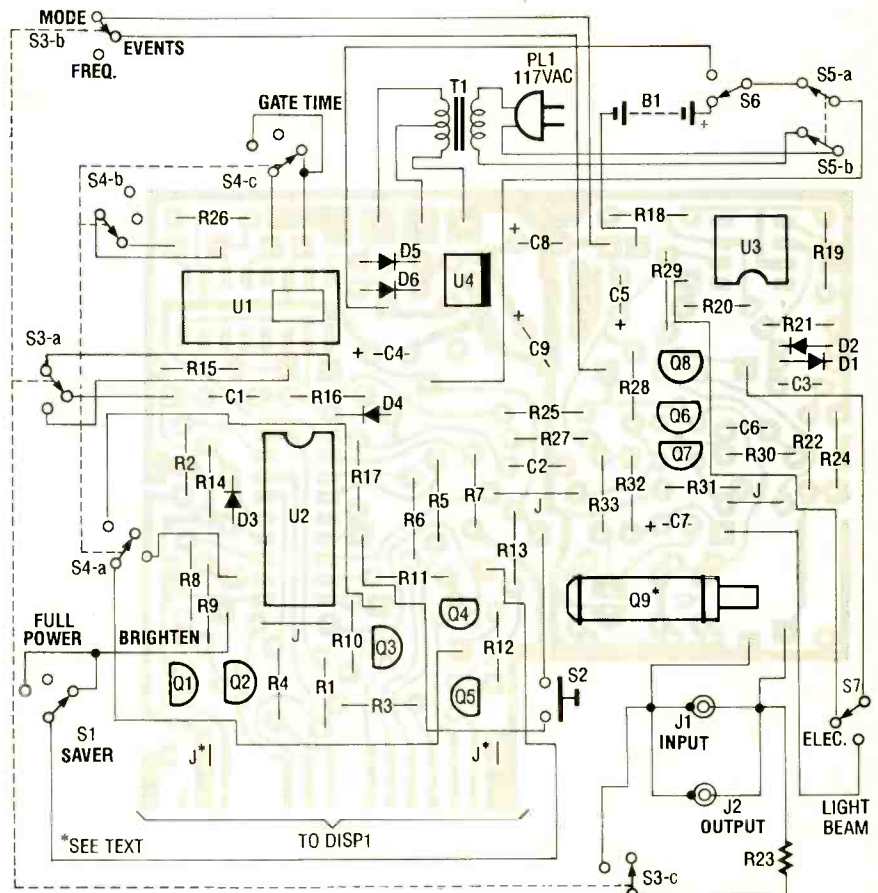 MODE
S3-b
EVENTS
FREQ.
PL1
117VAC
T1
GATE TIME
B1
+
S6
S5-a
S5-b
S4-b
S4-c
R26
R18
U3
R19
+
C8
D5
D6
U4
R29
C5
+
R20
U1
R21
D2
D1
S3-a
+
C4
C9
+
Q8
C3
R15
R28
C1
R16
D4
R25
Q6
C6
R27
Q7
R30
R22
R24
R2
R14
R17
C2
R5
R7
R6
R33
R32
R31
J
J
D3
U2
R13
+
C7
S4-a
R8
R11
R9
Q9*
FULL
POWER
BRIGHTEN
J
R10
Q3
Q4
R12
Q1
Q2
R4
R1
Q5
S2
R3
S7
S1
SAVER
J1
INPUT
ELEC.
J*
J*
J2
OUTPUT
LIGHT
BEAM
*SEE TEXT
TO DISP1
R23
S3-c